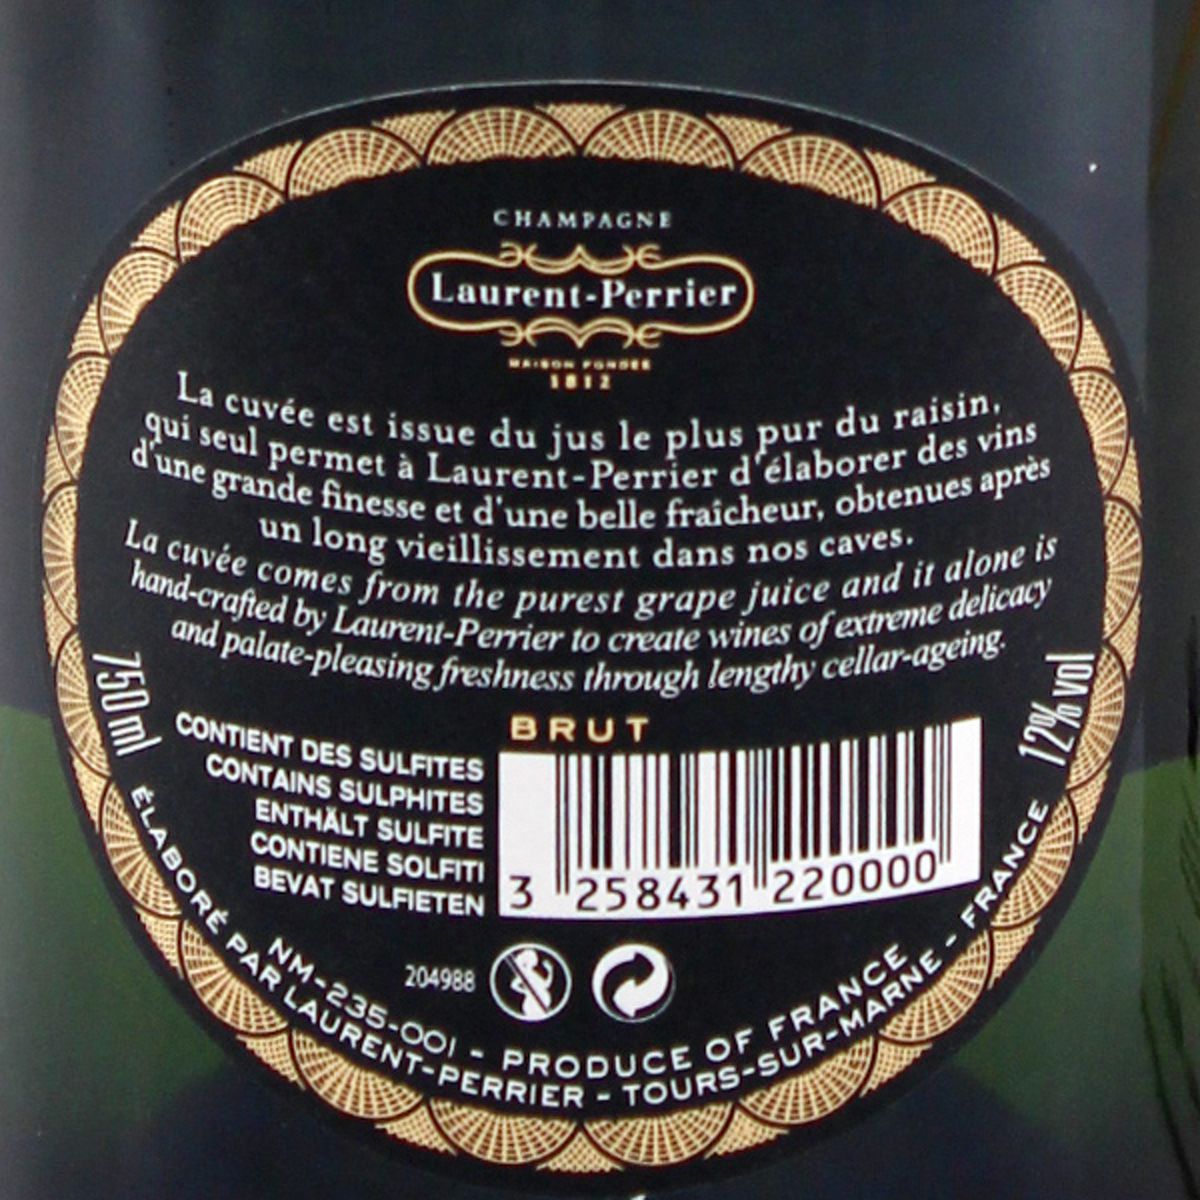 CHAMPAGNE
Laurent-Perrier
MAISON FONDÉE
1812
La cuvée est issue du jus le plus pur du raisin,
qui seul permet à Laurent-Perrier d'élaborer des vins
d'une grande finesse et d'une belle fraîcheur, obtenues après
un long vieillissement dans nos caves.
La cuvée comes from the purest grape juice and it alone is
hand-crafted by Laurent-Perrier to create wines of extreme delicacy
and palate-pleasing freshness through lengthy cellar-ageing.
750 ml
12% vol
BRUT
CONTIENT DES SULFITES
CONTAINS SULPHITES
ENTHÄLT SULFITE
CONTIENE SOLFITI
BEVAT SULFIETEN
3 258431 220000
204988
NM-235-001 - PRODUCE OF FRANCE
ÉLABORÉ PAR LAURENT-PERRIER - TOURS-SUR-MARNE - FRANCE